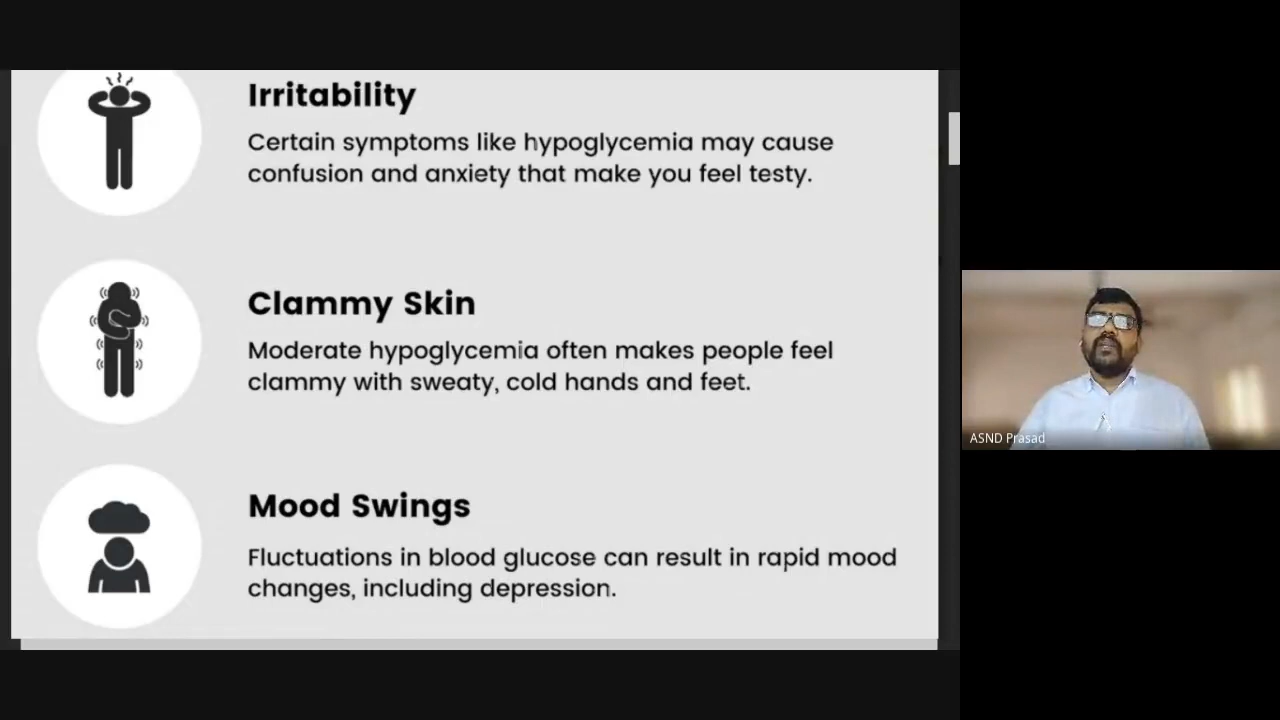 Irritability
Certain symptoms like hypoglycemia may cause
confusion and anxiety that make you feel testy.
Clammy Skin
Moderate hypoglycemia often makes people feel
clammy with sweaty, cold hands and feet.
Mood Swings
Fluctuations in blood glucose can result in rapid mood
changes, including depression.
ASND Prasad